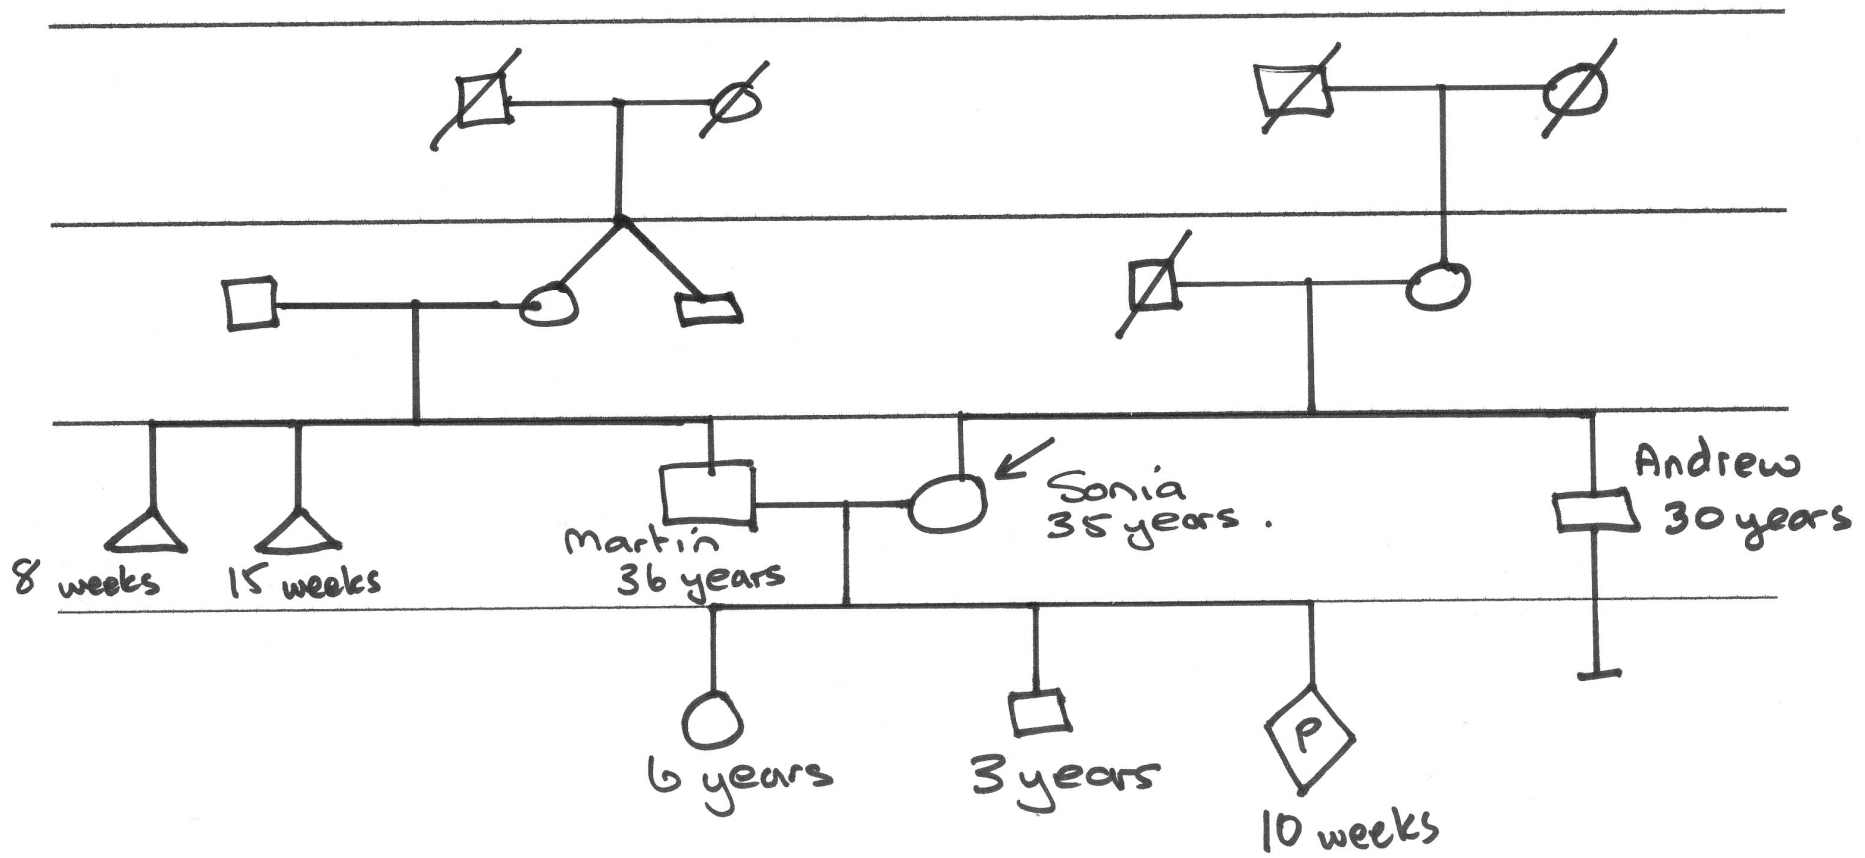 Andrew
30 years
Sonia
35 years.
Martin
36 years
8 weeks
15 weeks
6 years
3 years
P
10 weeks